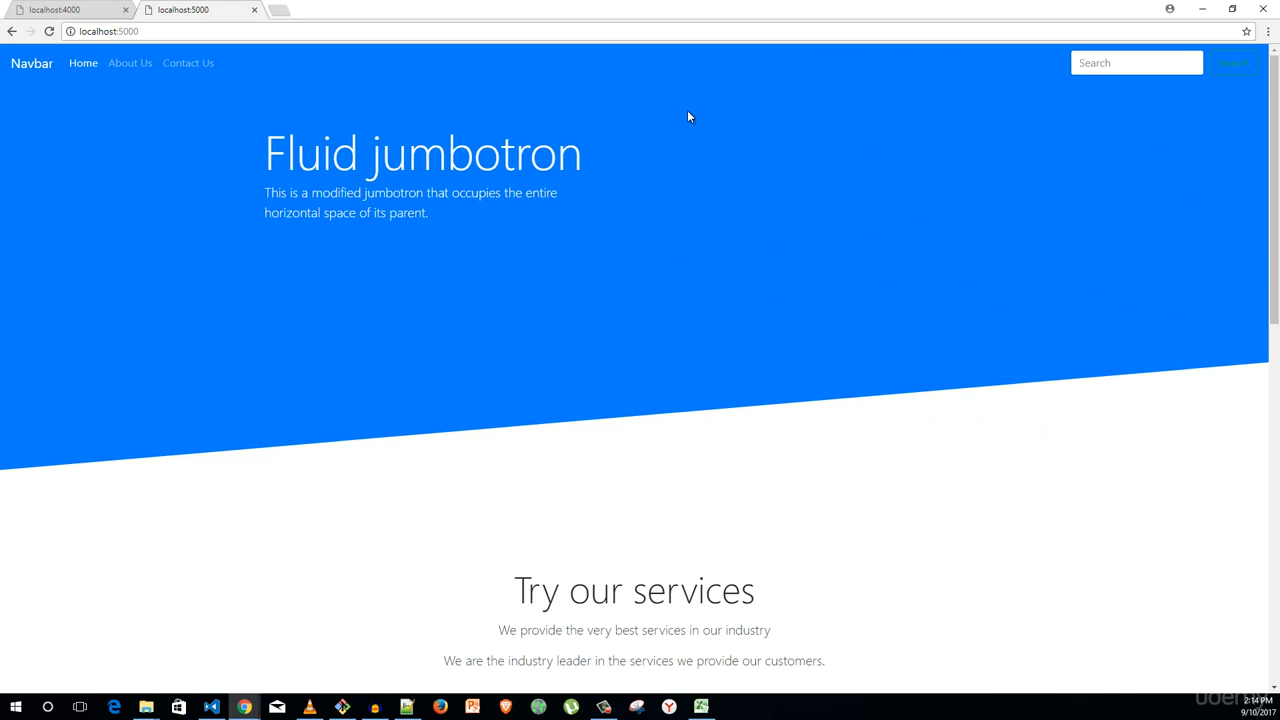 localhost:4000
localhost:5000
localhost:5000
Navbar Home About Us Contact Us Search Search
Fluid jumbotron
This is a modified jumbotron that occupies the entire
horizontal space of its parent.
Try our services
We provide the very best services in our industry
We are the industry leader in the services we provide our customers.
udemy
2:14 PM
9/10/2017